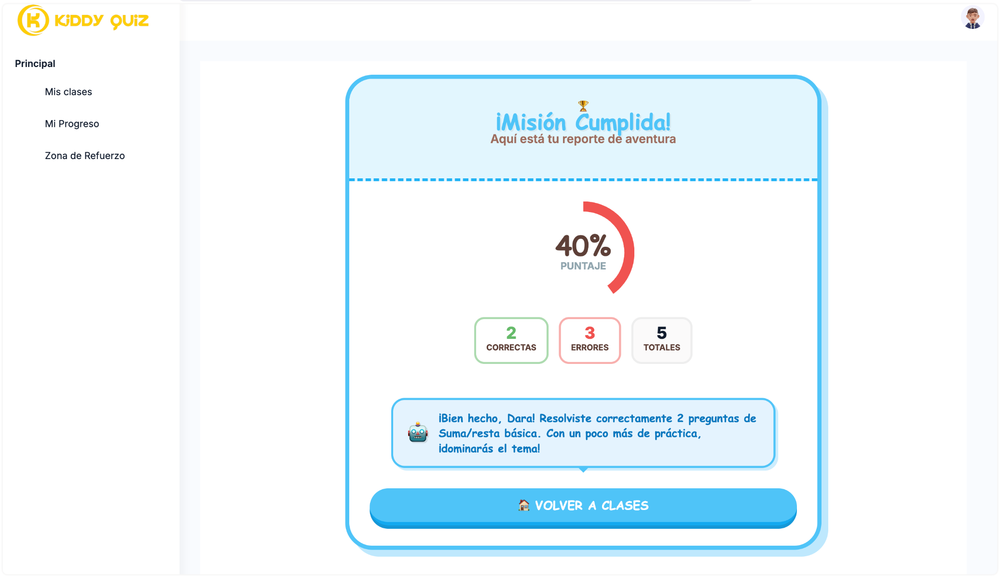 KiDDY QUiZ
Principal
Mis clases
Mi Progreso
Zona de Refuerzo
¡Misión Cumplida!
Aquí está tu reporte de aventura
40%
PUNTAJE
2
CORRECTAS
3
ERRORES
5
TOTALES
¡Bien hecho, Dara! Resolviste correctamente 2 preguntas de
Suma/resta básica. Con un poco más de práctica,
¡dominarás el tema!
VOLVER A CLASES